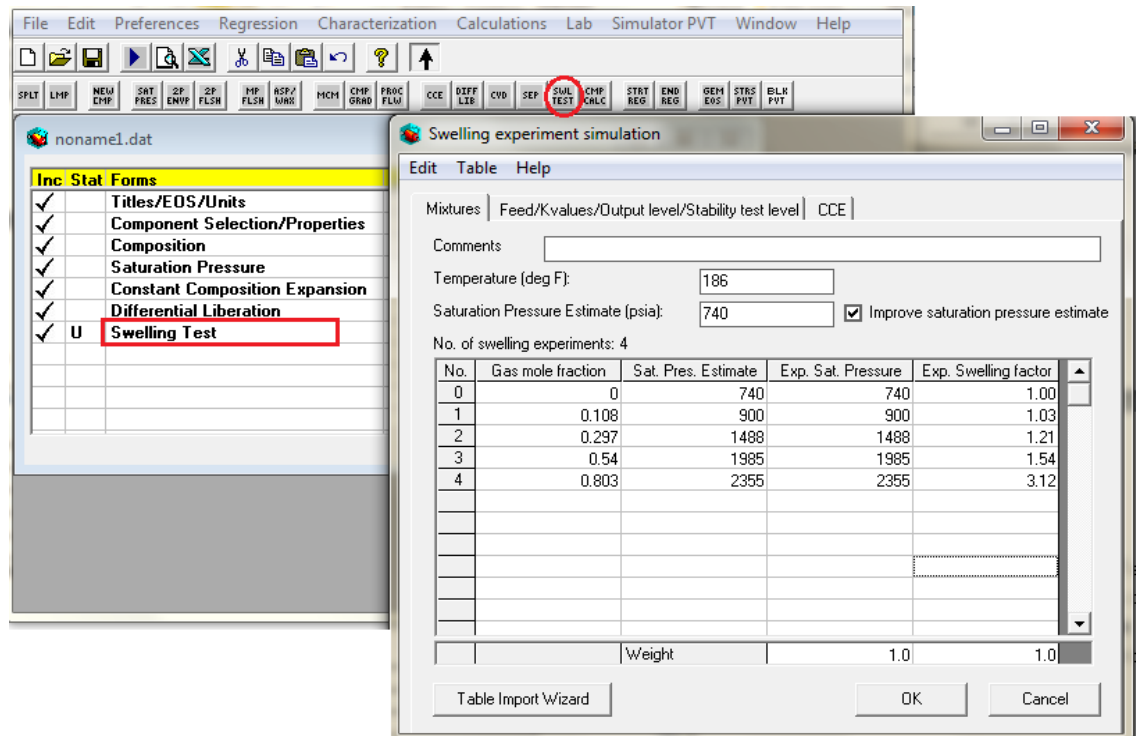 File Edit Preferences Regression Characterization Calculations Lab Simulator PVT Window Help
SPLT LMP NEW CMP SAT PRES 2P ENVP 2P FLSH MP FLSH ASP/ WAX MCM CMP GRAD PROC FLW CCE DIFF LIB CVD SEP SWL TEST CMP CALC STRT REG END REG GEM EOS STRS PVT BLK PVT
noname1.dat
Inc Stat Forms
Titles/EOS/Units
Component Selection/Properties
Composition
Saturation Pressure
Constant Composition Expansion
Differential Liberation
U Swelling Test
Swelling experiment simulation
Edit Table Help
Mixtures Feed/Kvalues/Output level/Stability test level CCE
Comments
Temperature (deg F): 186
Saturation Pressure Estimate (psia): 740 Improve saturation pressure estimate
No. of swelling experiments: 4
No. Gas mole fraction Sat. Pres. Estimate Exp. Sat. Pressure Exp. Swelling factor
0 0 740 740 1.00
1 0.108 900 900 1.03
2 0.297 1488 1488 1.21
3 0.54 1985 1985 1.54
4 0.803 2355 2355 3.12
Weight 1.0 1.0
Table Import Wizard OK Cancel